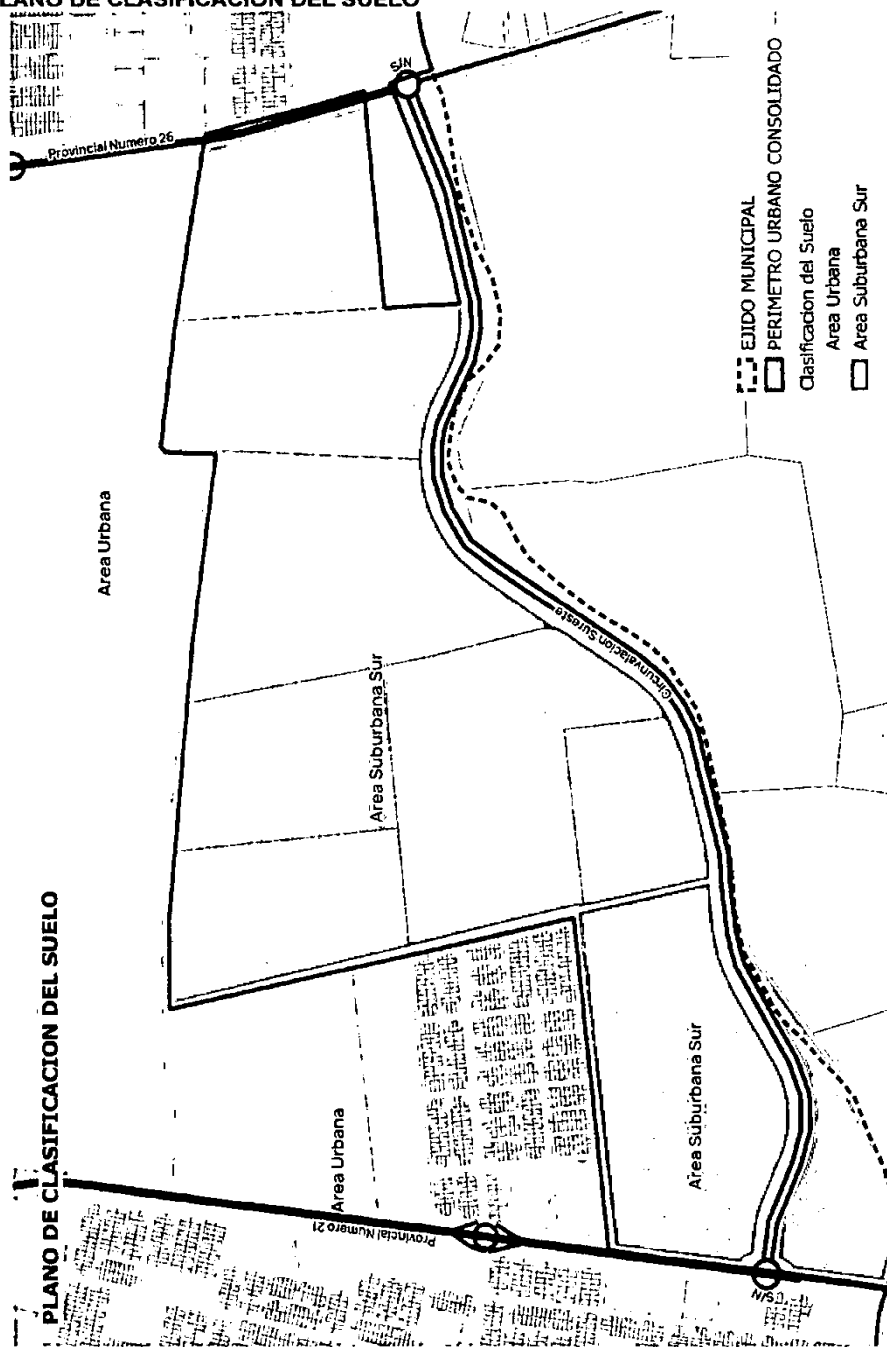 PLANO DE CLASIFICACION DEL SUELO
PLANO DE CLASIFICACION DEL SUELO
Provincial Numero 26
S/N
Area Urbana
Area Suburbana Sur
Circunvalacion Sureste
Area Urbana
Provincial Numero 21
Area Suburbana Sur
EJIDO MUNICIPAL
PERIMETRO URBANO CONSOLIDADO
Clasificacion del Suelo
Area Urbana
Area Suburbana Sur